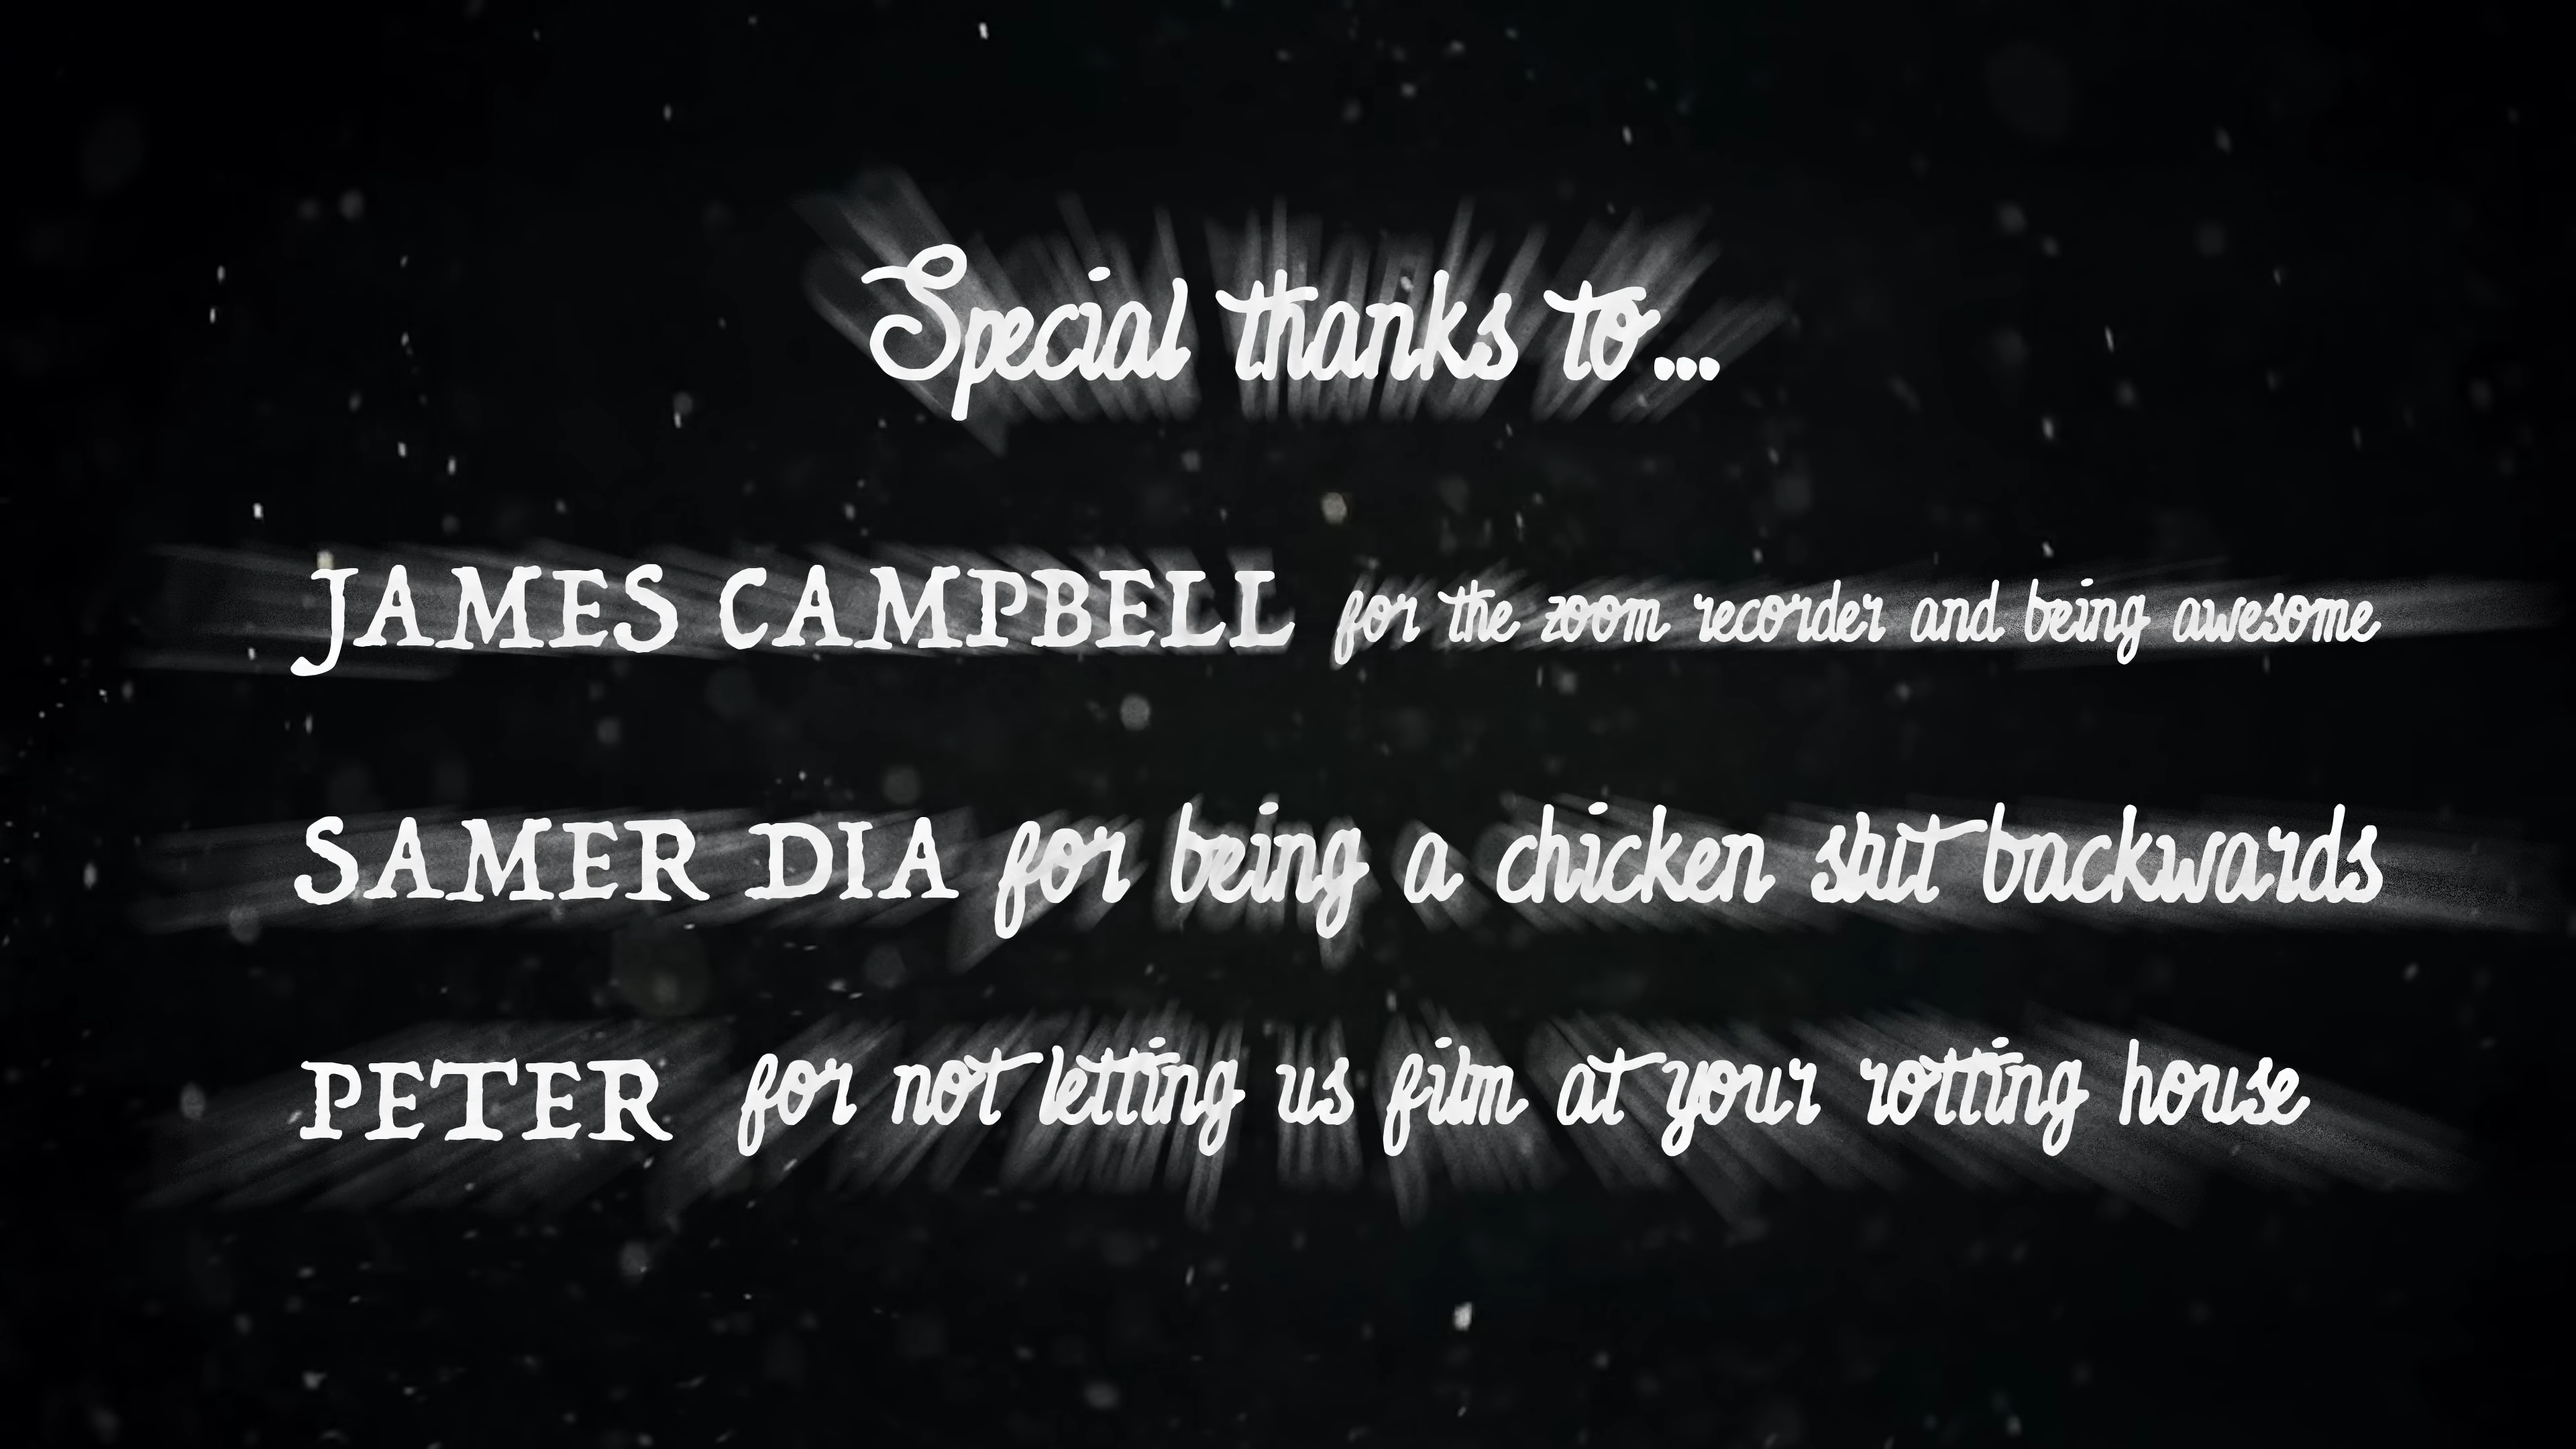 Special thanks to...
JAMES CAMPBELL for the zoom recorder and being awesome
SAMER DIA for being a chicken shit backwards
PETER for not letting us film at your rotting house